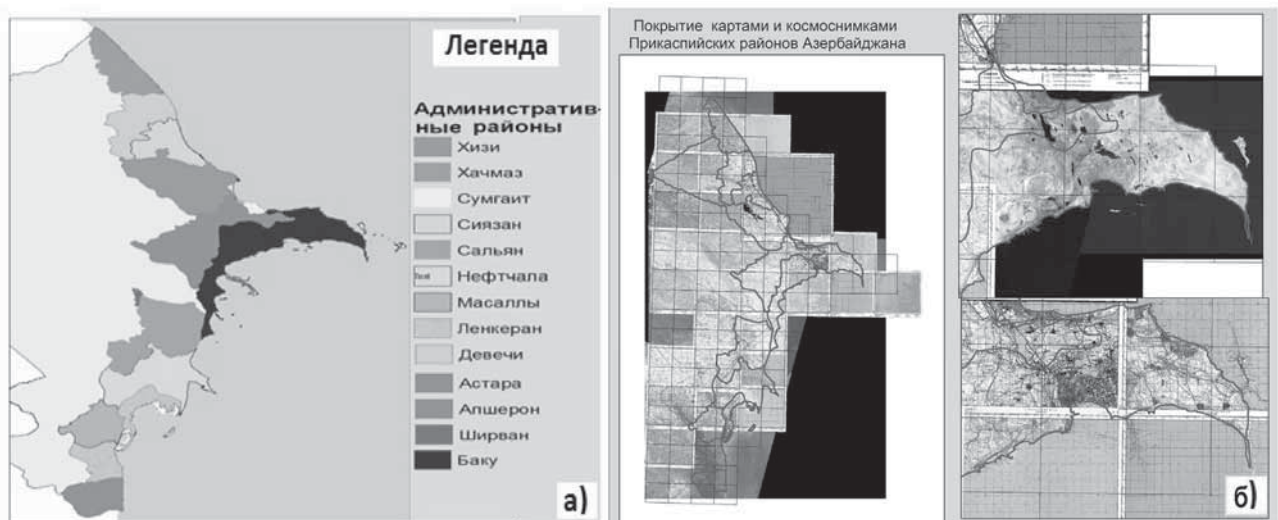 Легенда
Административ-
ные районы
Хизи
Хачмаз
Сумгаит
Сиязан
Сальян
Нефтчала
Масаллы
Ленкеран
Девечи
Астара
Апшерон
Ширван
Баку
а)
Покрытие картами и космоснимками
Прикаспийских районов Азербайджана
б)